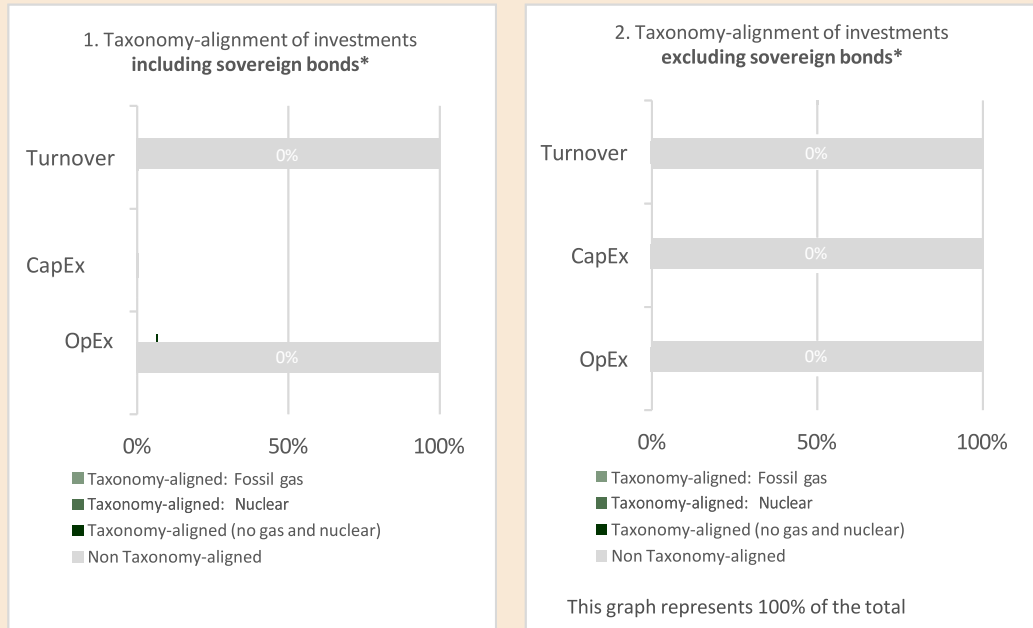 1. Taxonomy-alignment of investments
including sovereign bonds*
Turnover
0%
CapEx
OpEx
0%
0%
50%
100%
Taxonomy-aligned: Fossil gas
Taxonomy-aligned: Nuclear
Taxonomy-aligned (no gas and nuclear)
Non Taxonomy-aligned
2. Taxonomy-alignment of investments
excluding sovereign bonds*
Turnover
0%
CapEx
0%
OpEx
0%
0%
50%
100%
Taxonomy-aligned: Fossil gas
Taxonomy-aligned: Nuclear
Taxonomy-aligned (no gas and nuclear)
Non Taxonomy-aligned
This graph represents 100% of the total